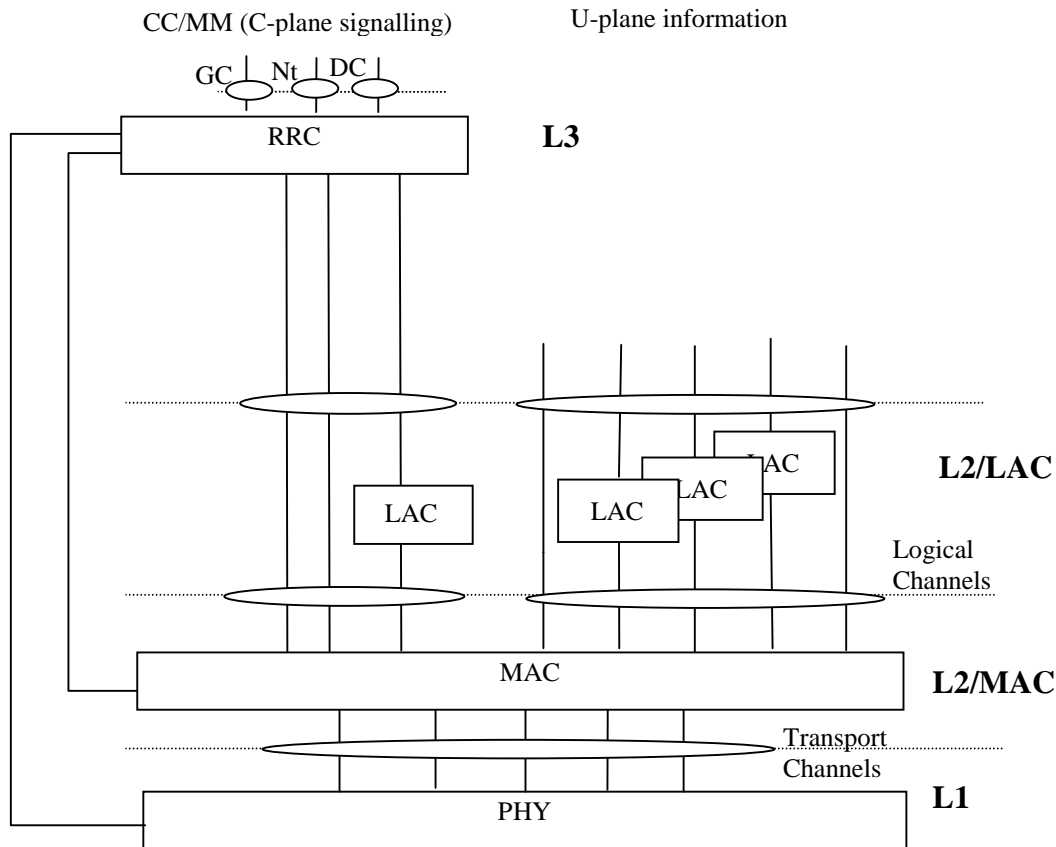 CC/MM (C-plane signalling)
U-plane information
GC
Nt
DC
RRC
L3
LAC
LAC
LAC
LAC
L2/LAC
Logical
Channels
MAC
L2/MAC
Transport
Channels
PHY
L1